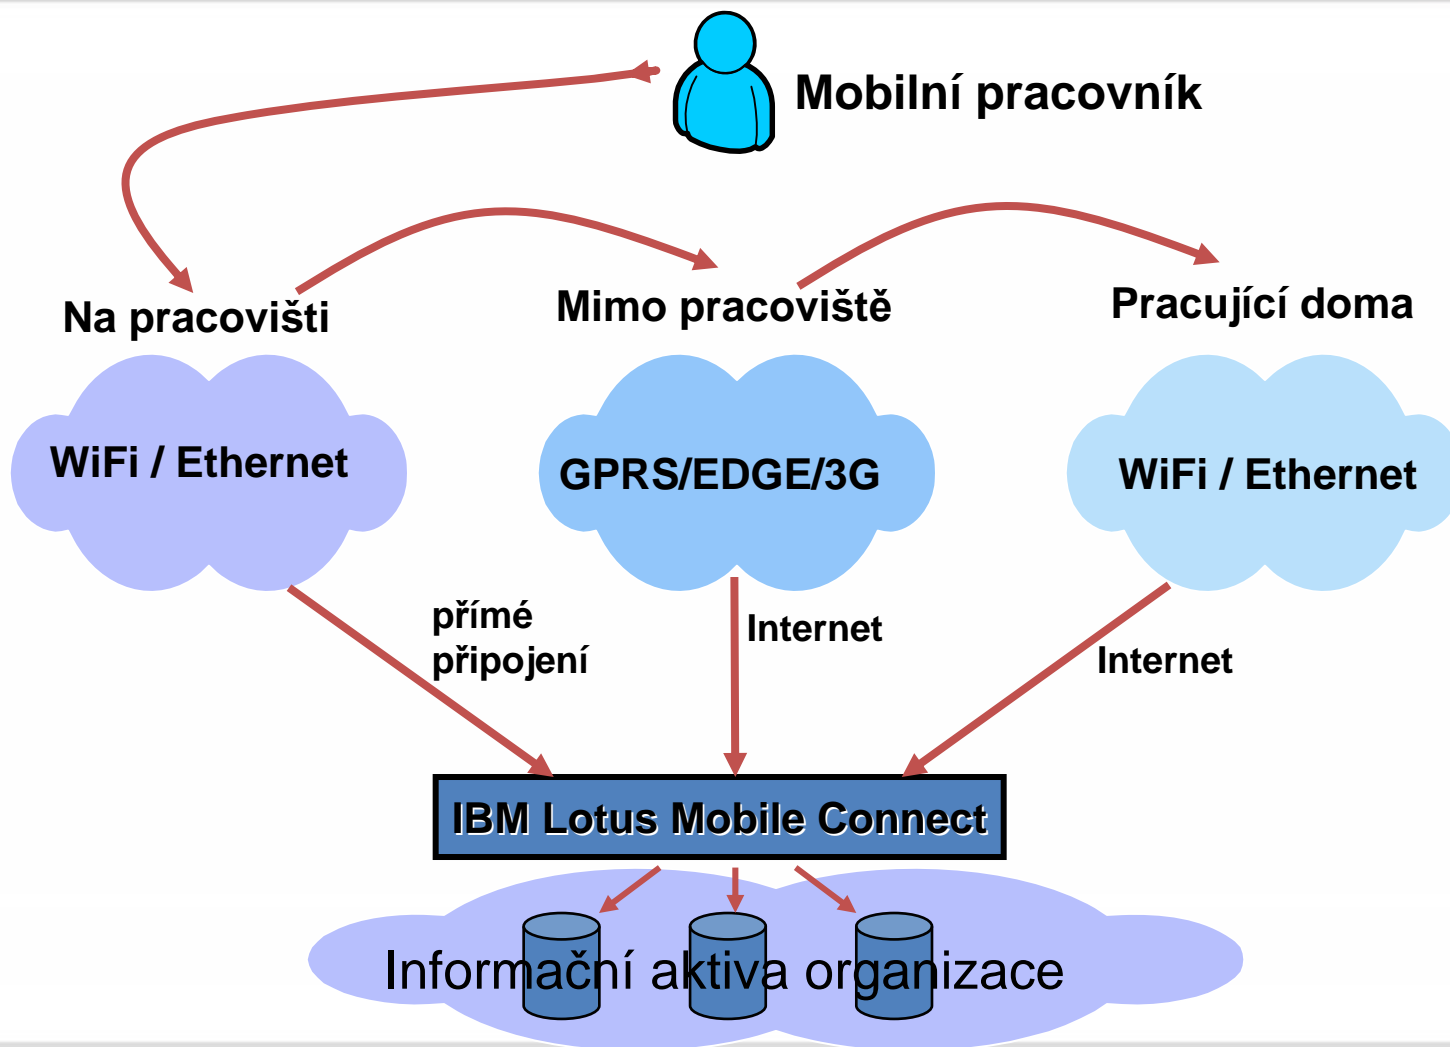 Mobilní pracovník
Na pracovišti
Mimo pracoviště
Pracující doma
WiFi / Ethernet
GPRS/EDGE/3G
WiFi / Ethernet
přímé
připojení
Internet
Internet
IBM Lotus Mobile Connect
Informační aktiva organizace